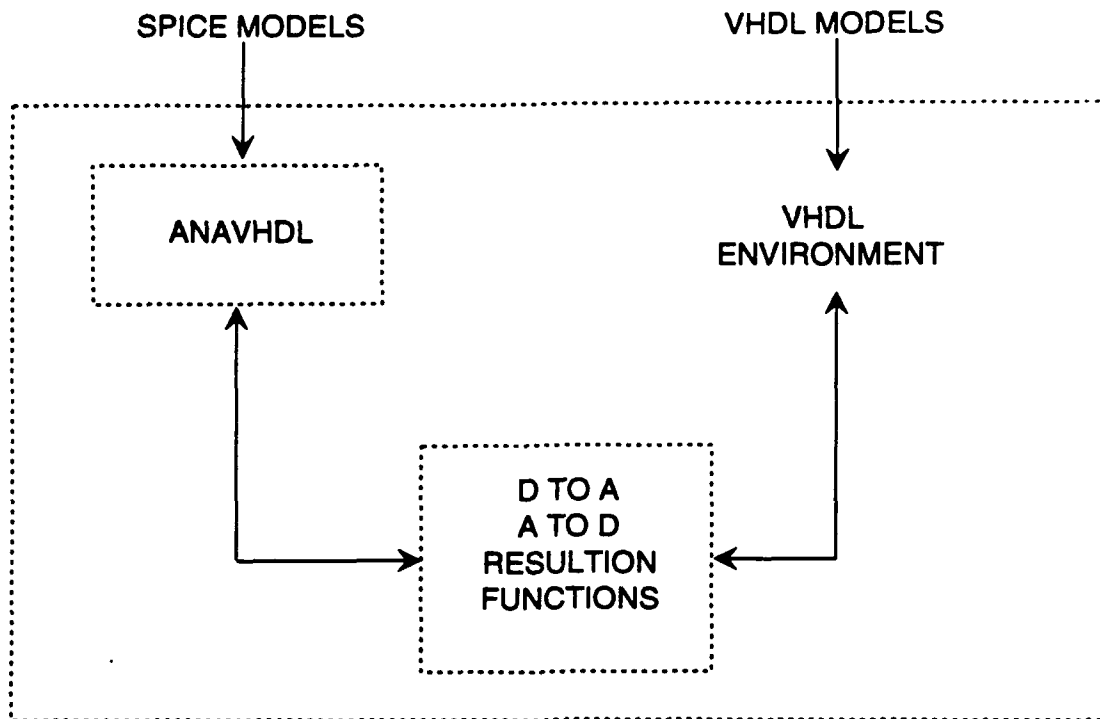 SPICE MODELS
VHDL MODELS
ANAVHDL
VHDL
ENVIRONMENT
D TO A
A TO D
RESULTION
FUNCTIONS